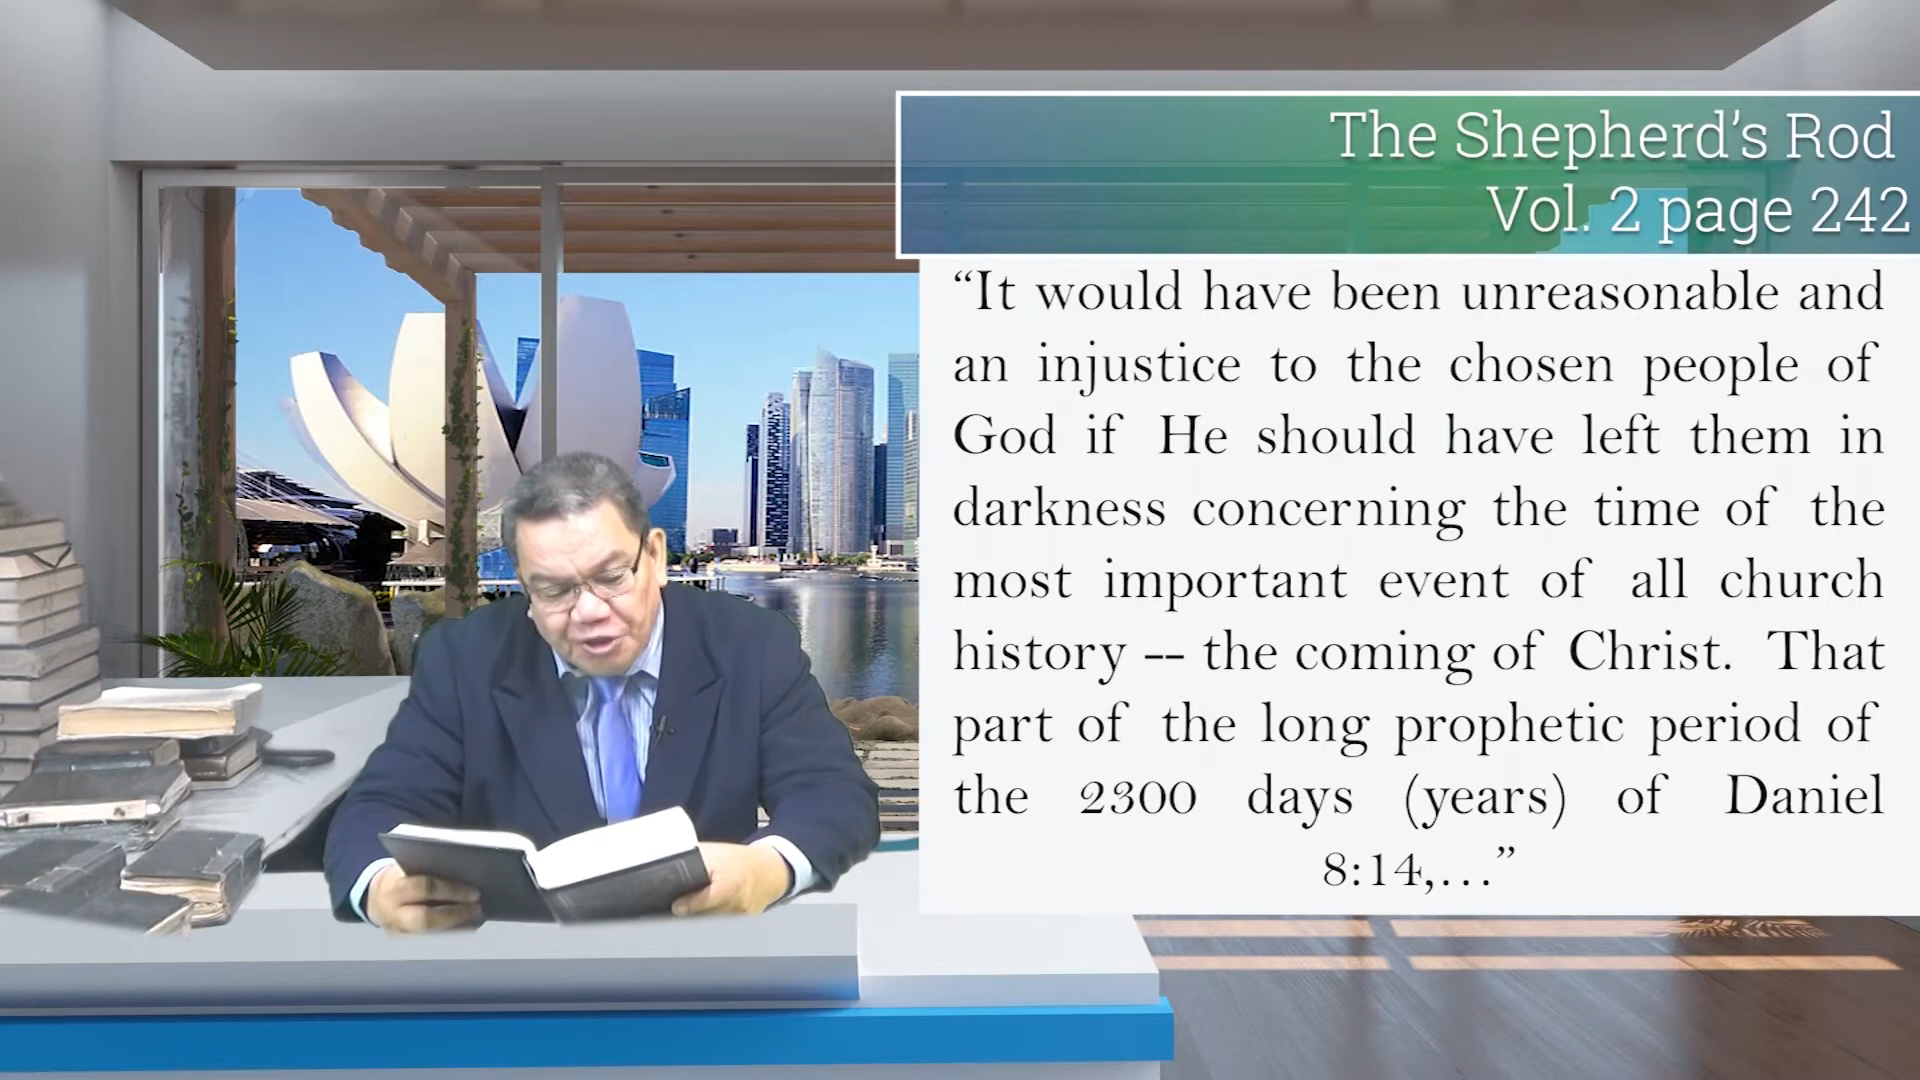 The Shepherd’s Rod
Vol. 2 page 242
“It would have been unreasonable and
an injustice to the chosen people of
God if He should have left them in
darkness concerning the time of the
most important event of all church
history -- the coming of Christ. That
part of the long prophetic period of
the 2300 days (years) of Daniel
8:14,…”